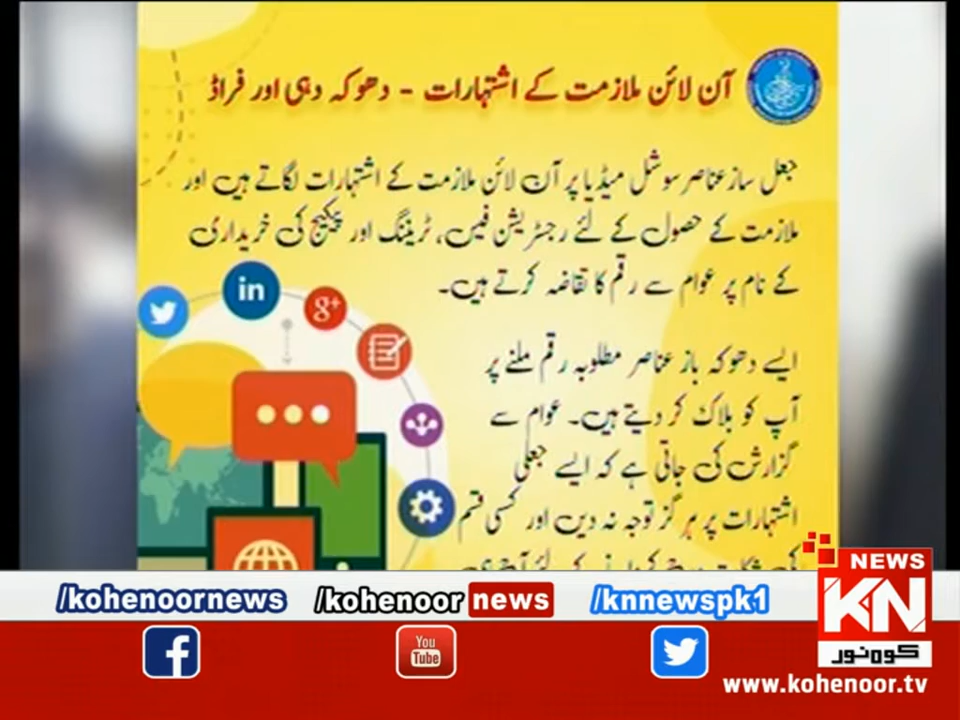 آن لائن ملازمت کے اشتہارات - دھوکہ دہی اور فراڈ
جعل ساز عناصر سوشل میڈیا پر آن لائن ملازمت کے اشتہارات لگاتے ہیں اور
ملازمت کے حصول کے لئے رجسٹریشن فیس، ٹریننگ اور پیکیج کی خریداری
کے نام پر عوام سے رقم کا تقاضہ کرتے ہیں۔
ایسے دھوکہ باز عناصر مطلوبہ رقم ملنے پر
آپ کو بلاک کر دیتے ہیں۔ عوام سے
گزارش کی جاتی ہے کہ ایسے جعلی
اشتہارات پر ہر گز توجہ نہ دیں اور کسی قسم
in
g+
/kohenoornews
/kohenoor news
/knnewspk1
You
Tube
NEWS
KN
کوہ نور
www.kohenoor.tv